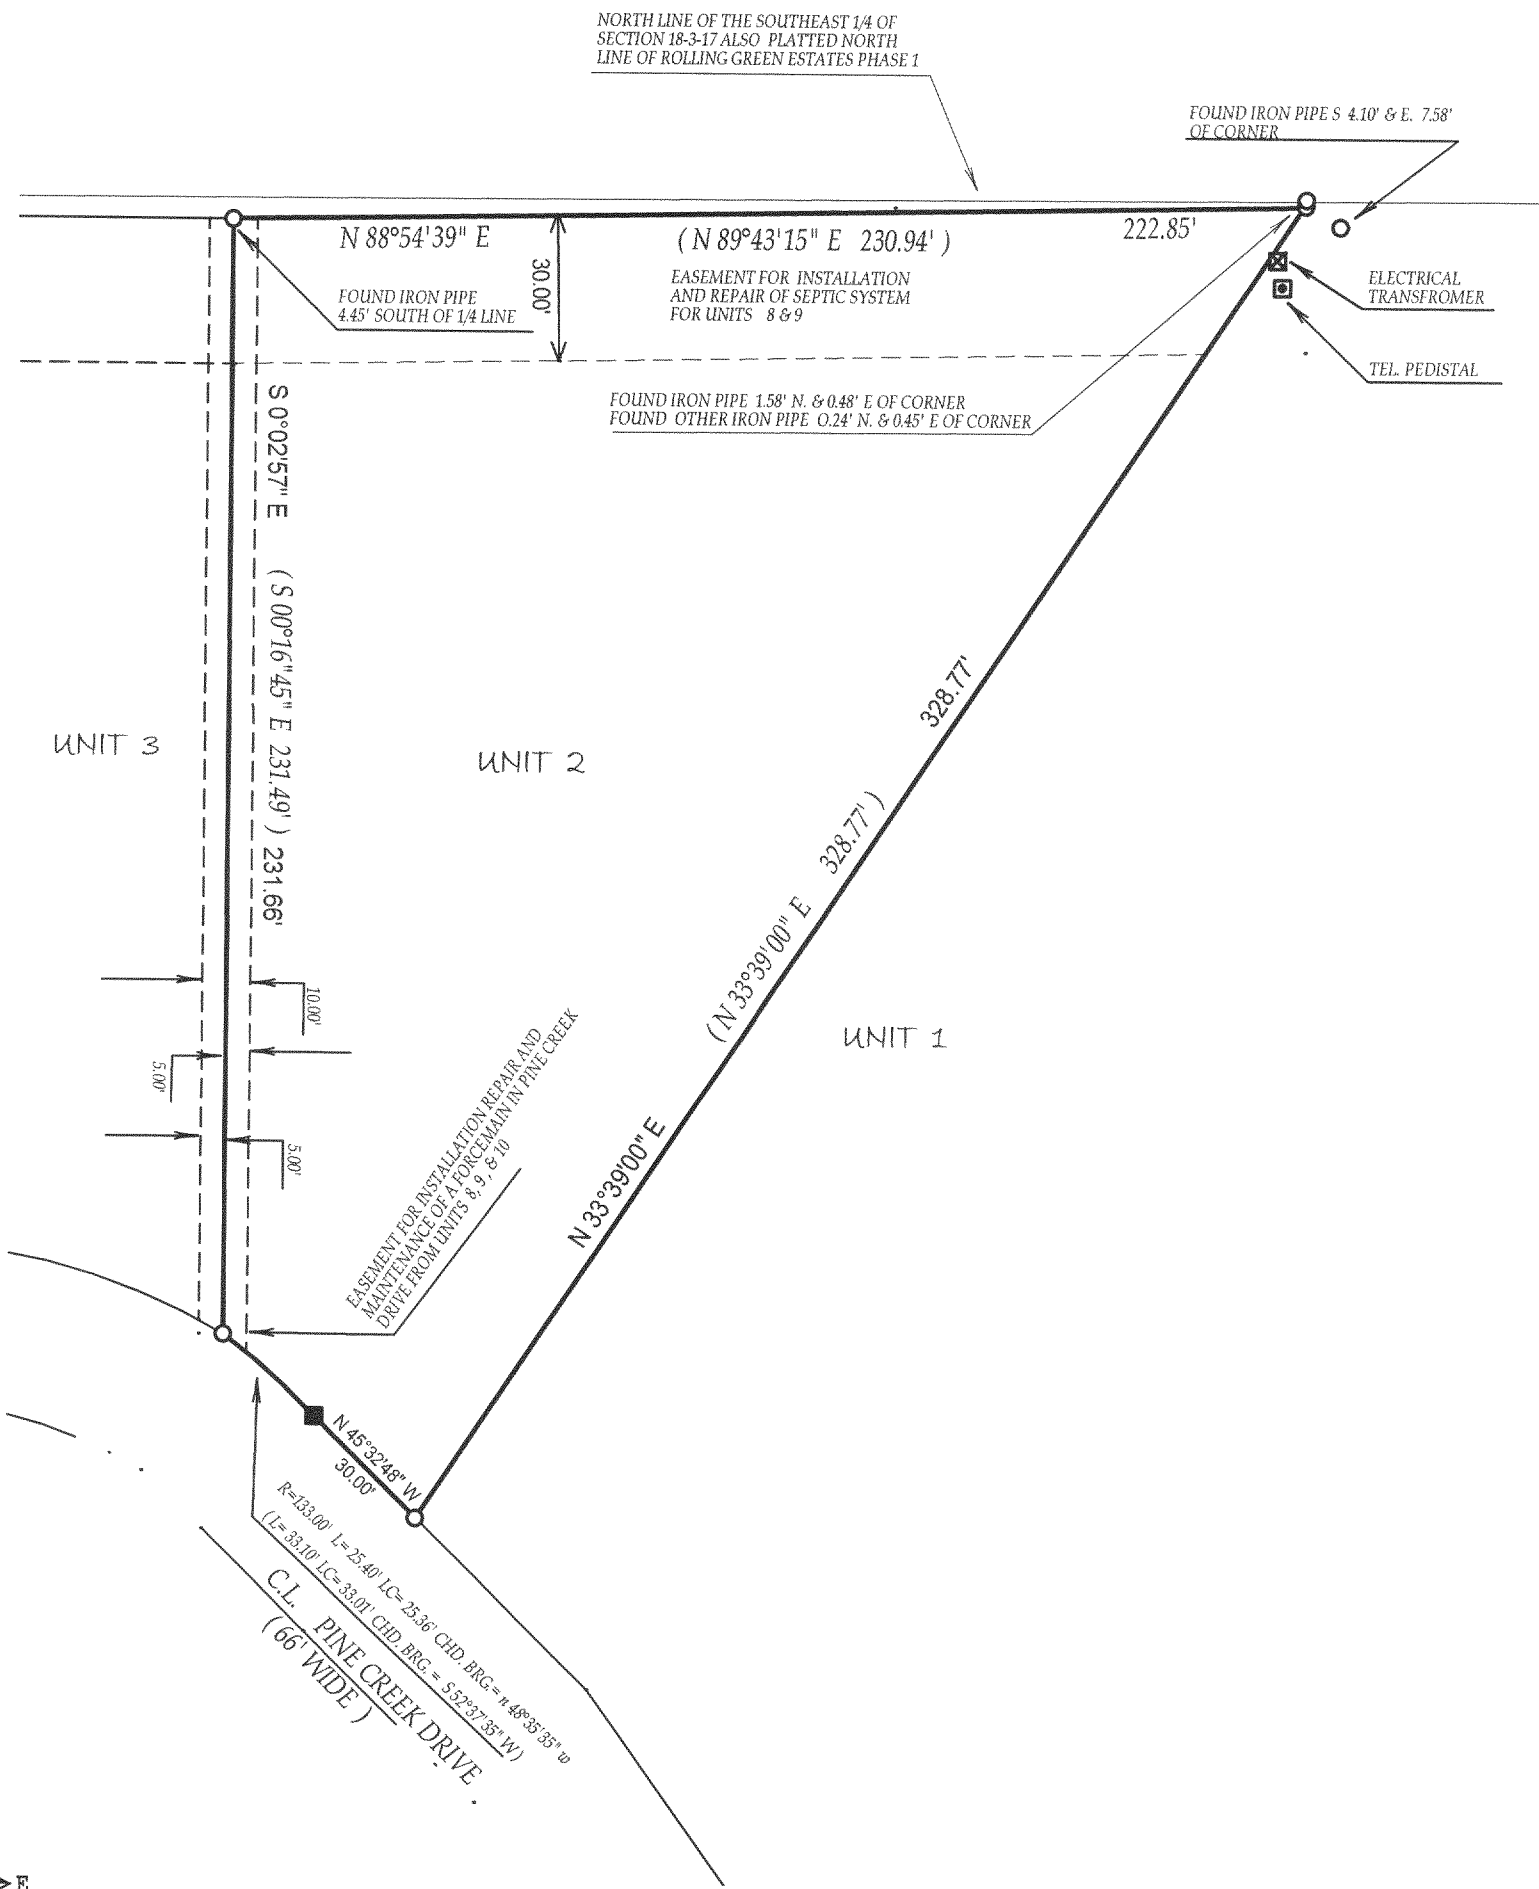 NORTH LINE OF THE SOUTHEAST 1/4 OF
SECTION 18-3-17 ALSO PLATTED NORTH
LINE OF ROLLING GREEN ESTATES PHASE 1
FOUND IRON PIPE S 4.10' & E. 7.58'
OF CORNER
N 88°54'39" E
( N 89°43'15" E 230.94' )
222.85'
30.00'
EASEMENT FOR INSTALLATION
AND REPAIR OF SEPTIC SYSTEM
FOR UNITS 8 & 9
FOUND IRON PIPE
4.45' SOUTH OF 1/4 LINE
ELECTRICAL
TRANSFROMER
TEL. PEDISTAL
FOUND IRON PIPE 1.58' N. & 0.48' E OF CORNER
FOUND OTHER IRON PIPE O.24' N. & 0.45' E OF CORNER
S 0°02'57" E
( S 00°16"45" E 231.49' )
231.66'
328.77'
( N 33°39'00" E 328.77' )
N 33°39'00" E
UNIT 3
UNIT 2
UNIT 1
10.00'
5.00'
5.00'
EASEMENT FOR INSTALLATION REPAIR AND
MAINTENANCE OF A FORCEMAIN IN PINE CREEK
DRIVE FROM UNITS 8, 9, & 10
N 45°32'48" W
30.00'
R=133.00' L= 25.40' LC= 25.36' CHD. BRG.= n 48°35'35" w
( L= 33.10' LC= 33.01' CHD. BRG. = S 52°37'35" W )
C.L. PINE CREEK DRIVE
( 66' WIDE )
E